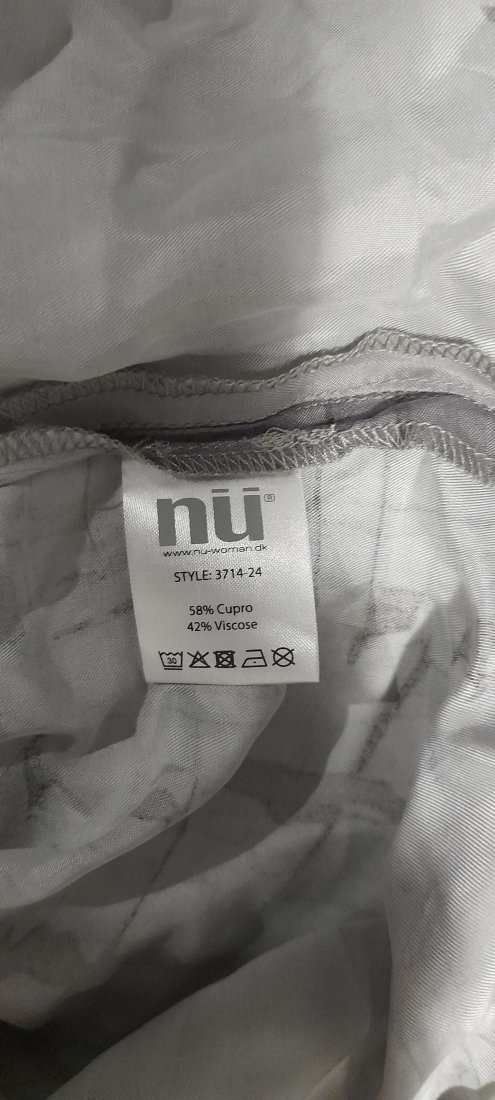 nü®
www.nu-woman.dk
STYLE: 3714-24
58% Cupro
42% Viscose
30